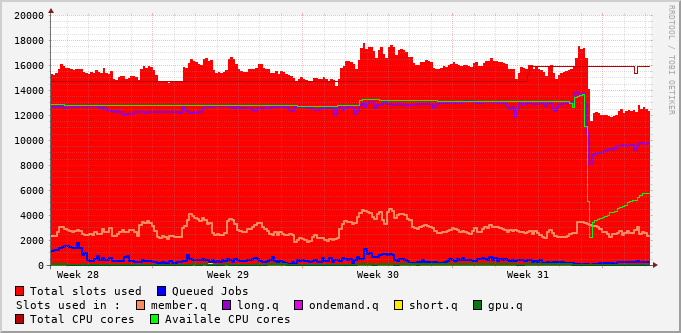 20000
18000
16000
14000
12000
10000
8000
6000
4000
2000
0
Week 28 Week 29 Week 30 Week 31
RRDTOOL / TOBI OETIKER
Total slots used Queued Jobs
Slots used in : member.q long.q ondemand.q short.q gpu.q
Total CPU cores Availale CPU cores